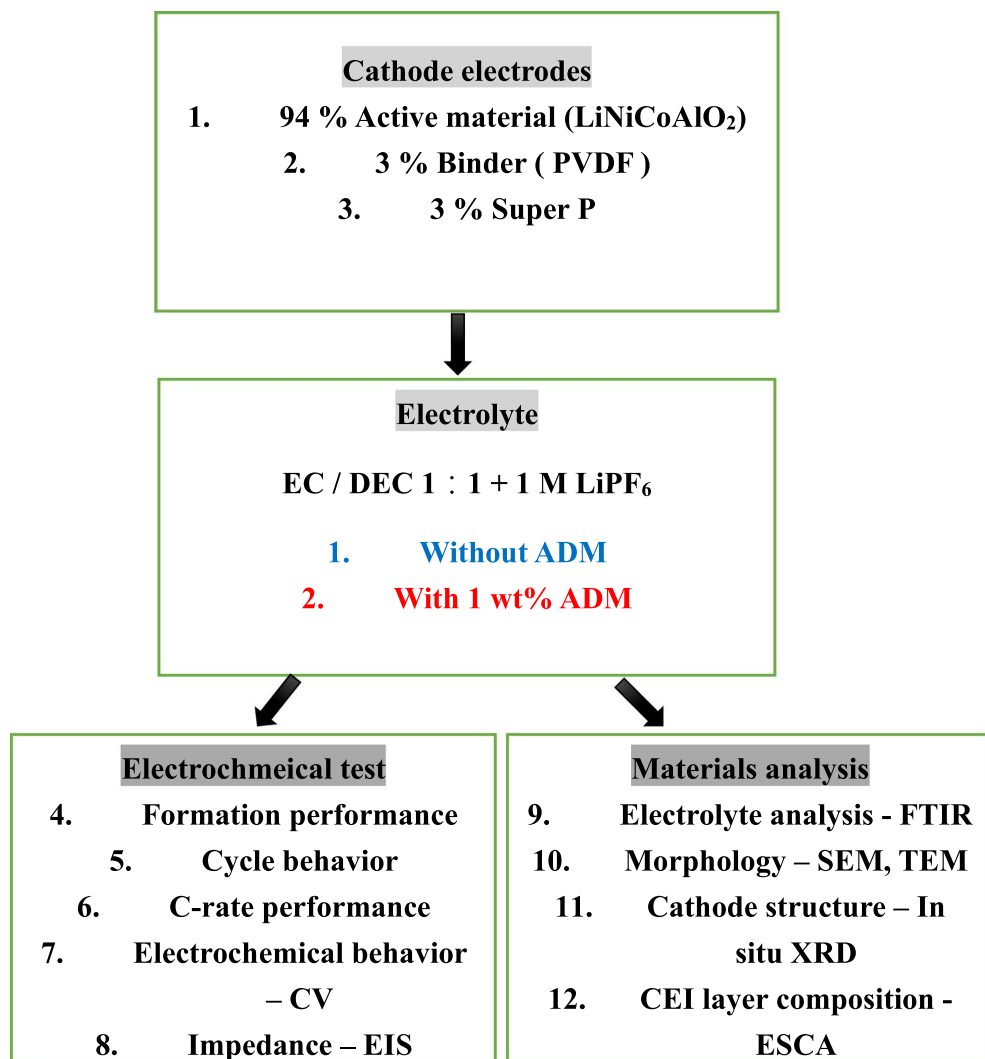 Cathode electrodes
1. 94 % Active material (LiNiCoAlO₂)
2. 3 % Binder ( PVDF )
3. 3 % Super P
Electrolyte
EC / DEC 1：1 + 1 M LiPF₆
1. Without ADM
2. With 1 wt% ADM
Electrochmeical test
4. Formation performance
5. Cycle behavior
6. C-rate performance
7. Electrochemical behavior
– CV
8. Impedance – EIS
Materials analysis
9. Electrolyte analysis - FTIR
10. Morphology – SEM, TEM
11. Cathode structure – In
situ XRD
12. CEI layer composition -
ESCA